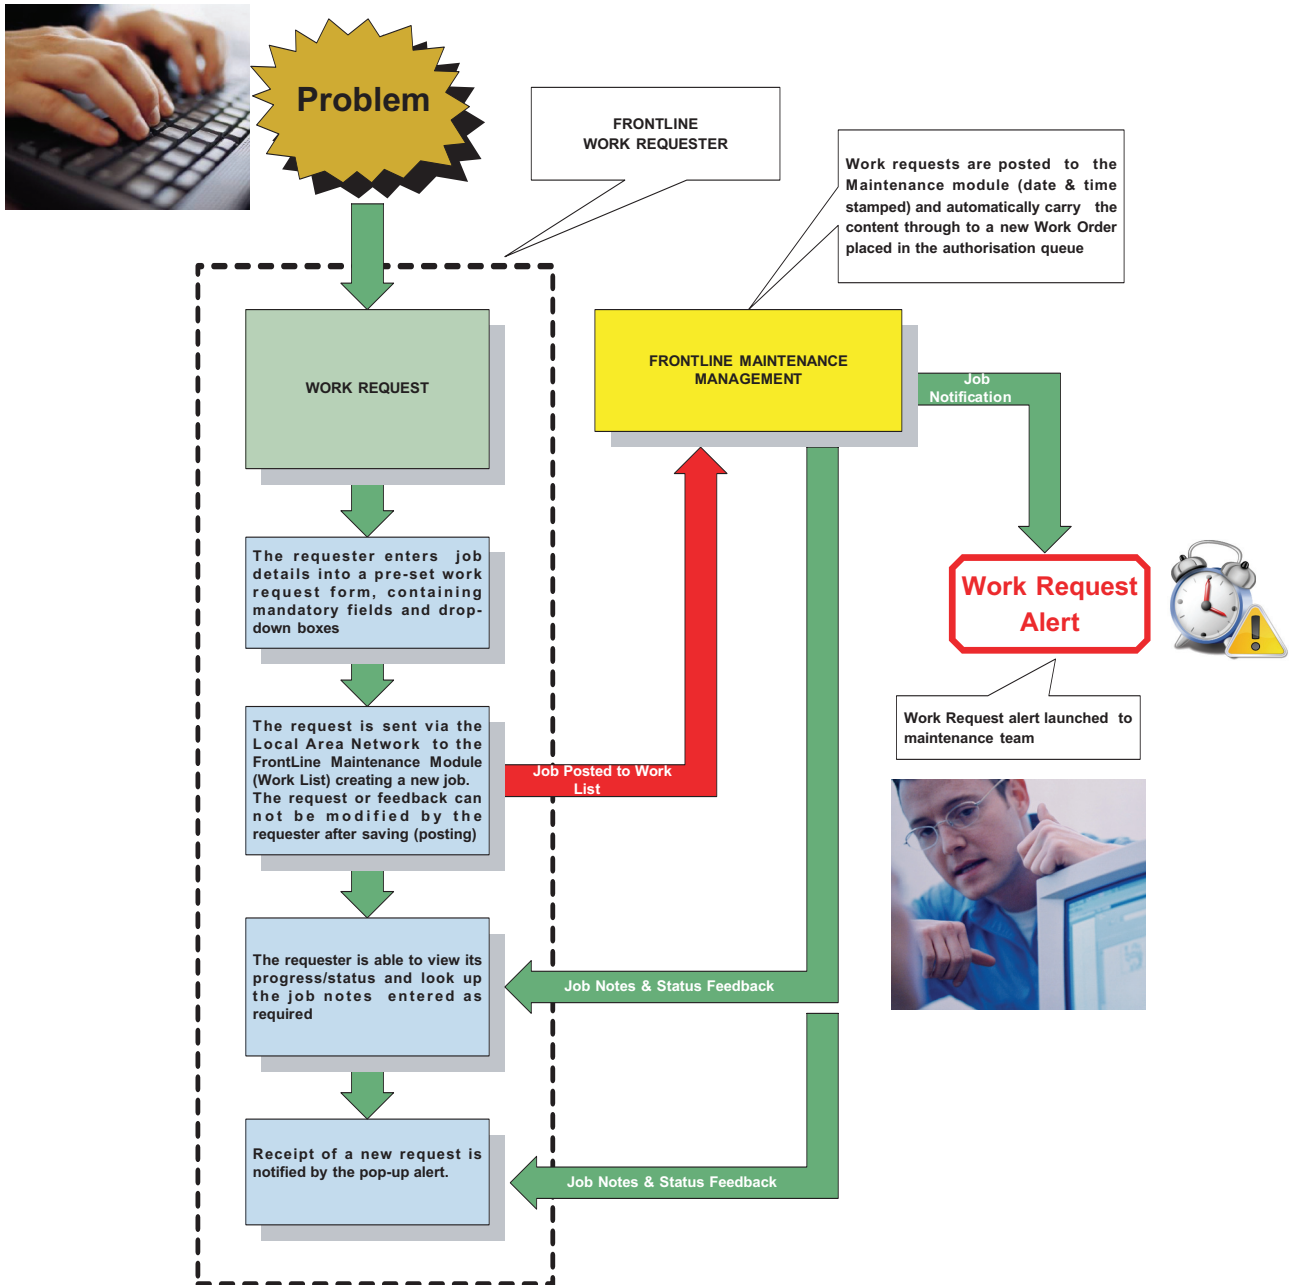 Problem
FRONTLINE
WORK REQUESTER
Work requests are posted to the
Maintenance module (date & time
stamped) and automatically carry the
content through to a new Work Order
placed in the authorisation queue
WORK REQUEST
FRONTLINE MAINTENANCE
MANAGEMENT
Job
Notification
The requester enters job
details into a pre-set work
request form, containing
mandatory fields and drop-
down boxes
Work Request
Alert
Work Request alert launched to
maintenance team
The request is sent via the
Local Area Network to the
FrontLine Maintenance Module
(Work List) creating a new job.
The request or feedback can
not be modified by the
requester after saving (posting)
Job Posted to Work
List
The requester is able to view its
progress/status and look up
the job notes entered as
required
Job Notes & Status Feedback
Receipt of a new request is
notified by the pop-up alert.
Job Notes & Status Feedback